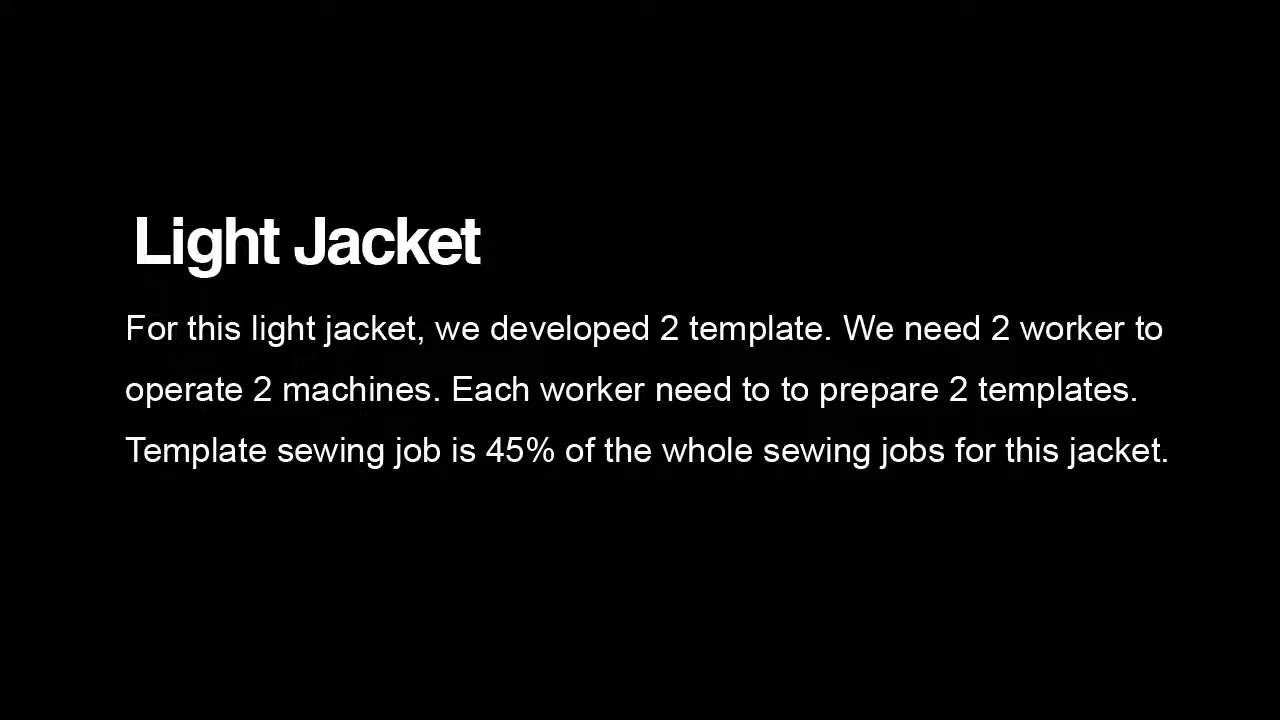 Light Jacket
For this light jacket, we developed 2 template. We need 2 worker to
operate 2 machines. Each worker need to to prepare 2 templates.
Template sewing job is 45% of the whole sewing jobs for this jacket.